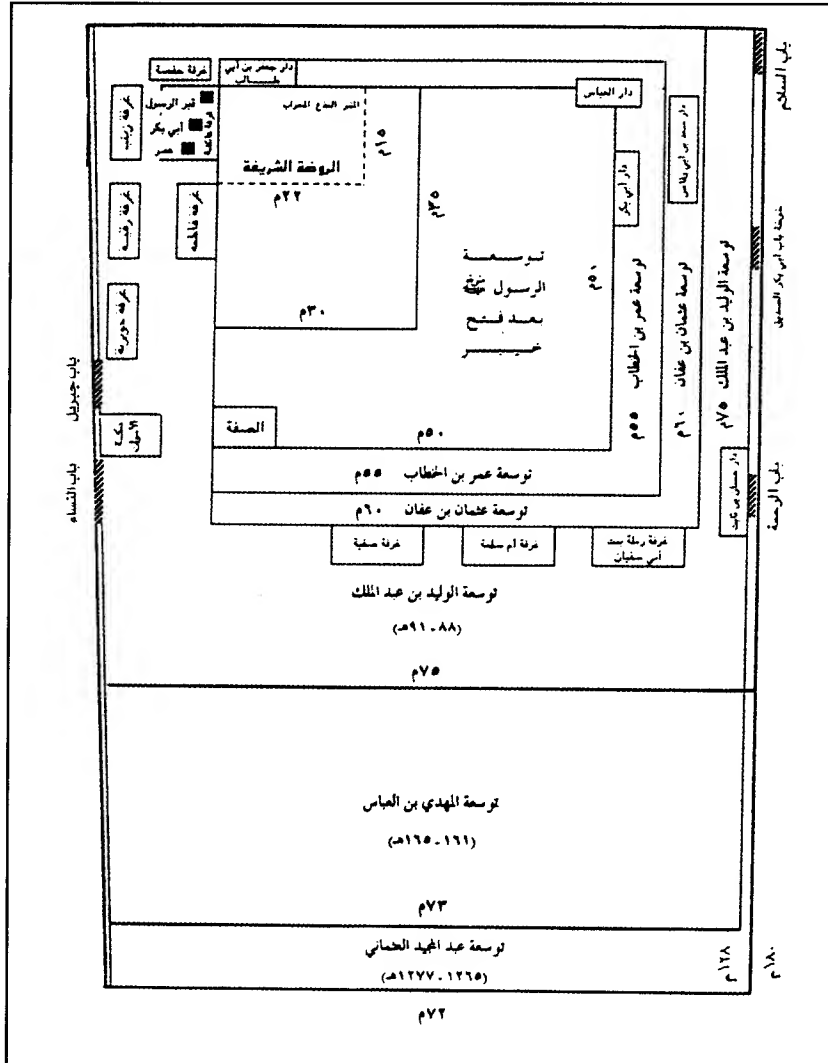 باب السلام
خوخة باب أبي بكر الصديق
باب الرحمة
باب جبريل
باب النساء
غرفة حفصة
دار جعفر بن أبي
طالب
دار العباس
دار سعد بن أبي وقاص
دار أبي بكر
دار حسان بن ثابت
غرفة زينب
قبر الرسول
أبي بكر
عمر
غرفة عائشة
المنبر الجذع المحراب
١٥م
الروضة الشريفة
٢٢م
غرفة رقية
غرفة فاطمة
غرفة جويرية
٣٥م
٣٠م
توسعة
الرسول ﷺ
بعد فتح
خيبر
٥١م
٥٠م
الصفة
توسعة عمر بن الخطاب ٥٥م
توسعة عثمان بن عفان ٦٠م
توسعة الوليد بن عبد الملك ٧٥م
توسعة عمر بن الخطاب ٥٥م
توسعة عثمان بن عفان ٦٠م
غرفة رملة بنت
أبي سفيان
غرفة أم سلمة
غرفة صفية
توسعة الوليد بن عبد الملك
(٨٨-٩١هـ)
٧٥م
توسعة المهدي بن العباس
(١٦١-١٦٥هـ)
٧٣م
توسعة عبد المجيد العثماني
(١٢٦٥-١٢٧٧هـ)
١٢٨م
١٨٠م
٧٢م